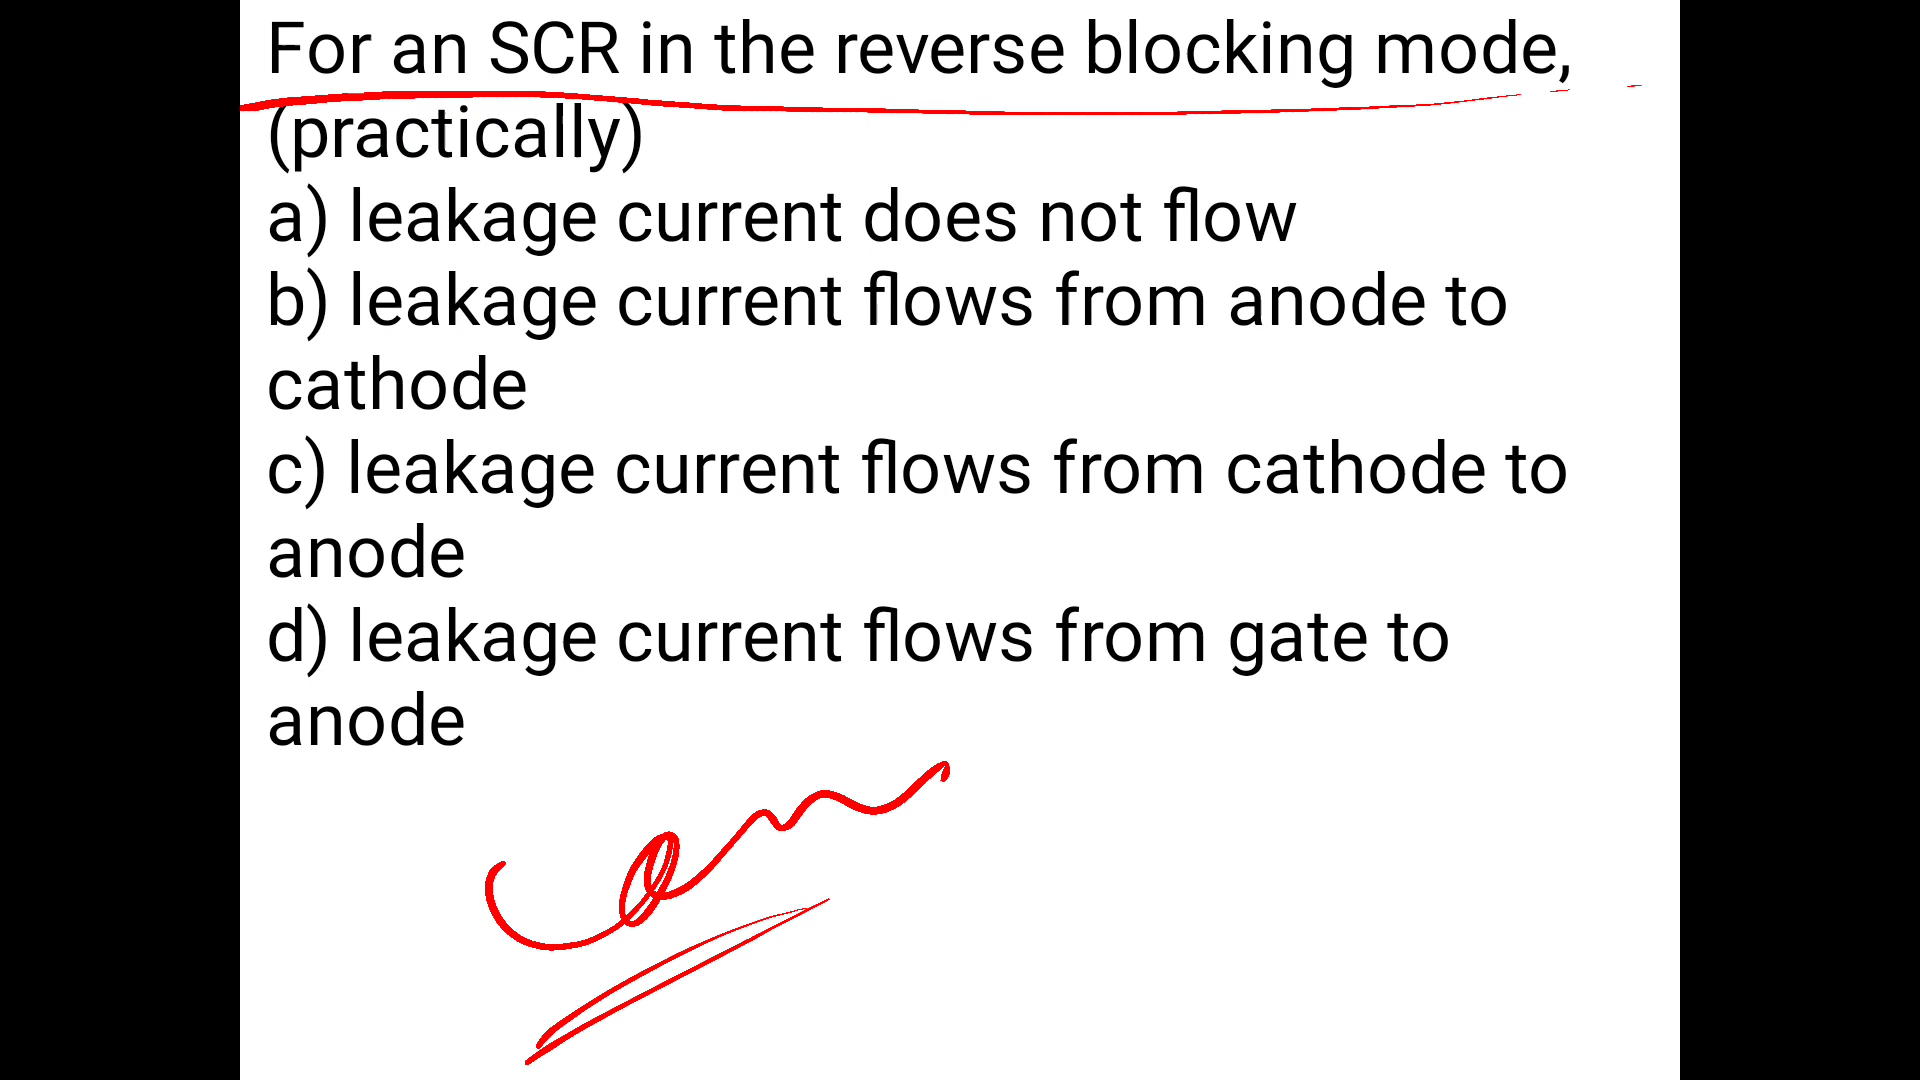 For an SCR in the reverse blocking mode,
(practically)
a) leakage current does not flow
b) leakage current flows from anode to
cathode
c) leakage current flows from cathode to
anode
d) leakage current flows from gate to
anode